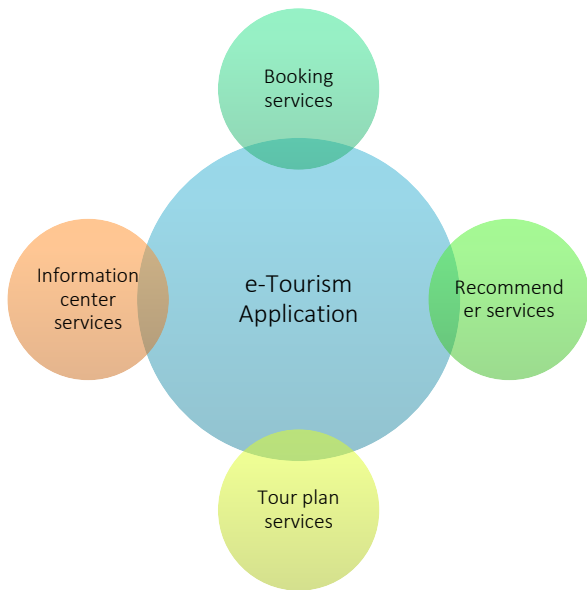 Booking
services
Information
center
services
e-Tourism
Application
Recommend
er services
Tour plan
services